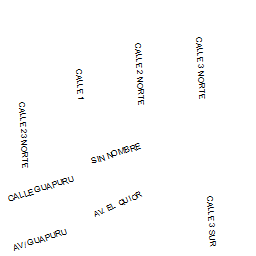 CALLE 3 NORTE
CALLE 2 NORTE
CALLE 1
CALLE 23 NORTE
SIN NOMBRE
CALLE GUAPURU
AV. EL QUIOR
CALLE 3 SUR
AV/GUAPURU